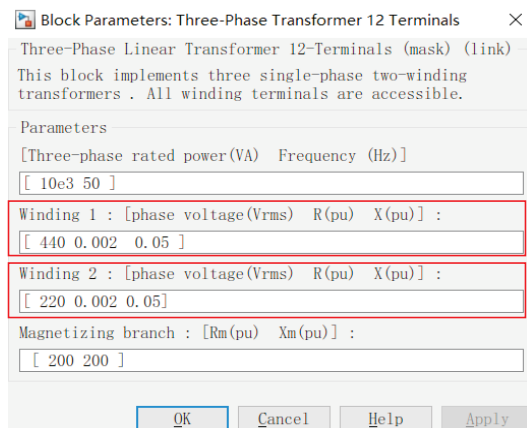 Block Parameters: Three-Phase Transformer 12 Terminals
Three-Phase Linear Transformer 12-Terminals (mask) (link)
This block implements three single-phase two-winding
transformers . All winding terminals are accessible.
Parameters
[Three-phase rated power(VA)  Frequency (Hz)]
[ 10e3 50 ]
Winding 1 : [phase voltage(Vrms)  R(pu)  X(pu)] :
[ 440 0.002  0.05 ]
Winding 2 : [phase voltage(Vrms)  R(pu)  X(pu)] :
[ 220 0.002 0.05]
Magnetizing branch : [Rm(pu)  Xm(pu)] :
[ 200 200 ]
OK Cancel Help Apply